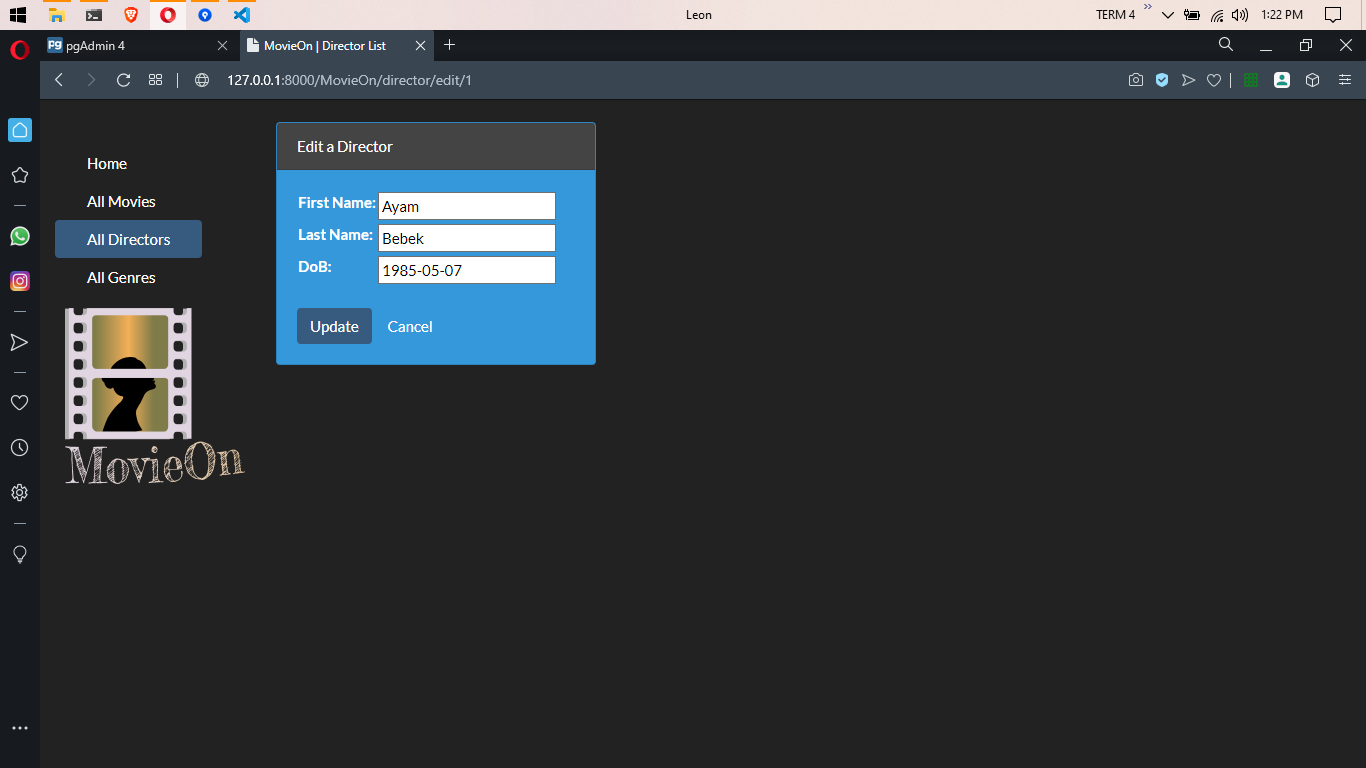 Leon
TERM 4
1:22 PM
pgAdmin 4
MovieOn | Director List
127.0.0.1:8000/MovieOn/director/edit/1
Home
All Movies
All Directors
All Genres
MovieOn
Edit a Director
First Name: Ayam
Last Name: Bebek
DoB: 1985-05-07
Update Cancel